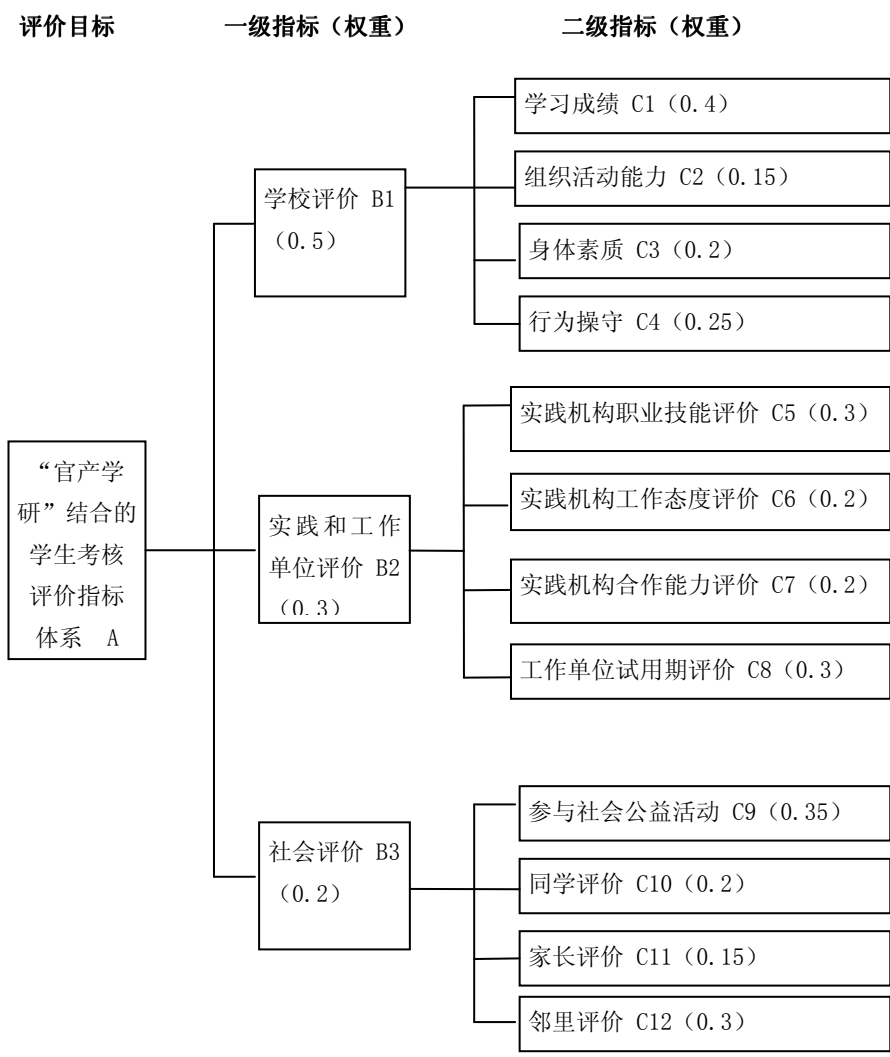 评价目标 一级指标（权重） 二级指标（权重）
学习成绩 C1（0.4）
组织活动能力 C2（0.15）
学校评价 B1
（0.5）
身体素质 C3（0.2）
行为操守 C4（0.25）
实践机构职业技能评价 C5（0.3）
“官产学
研”结合的
学生考核
评价指标
体系 A
实践机构工作态度评价 C6（0.2）
实践和工作
单位评价 B2
（0.3）
实践机构合作能力评价 C7（0.2）
工作单位试用期评价 C8（0.3）
参与社会公益活动 C9（0.35）
社会评价 B3
（0.2）
同学评价 C10（0.2）
家长评价 C11（0.15）
邻里评价 C12（0.3）